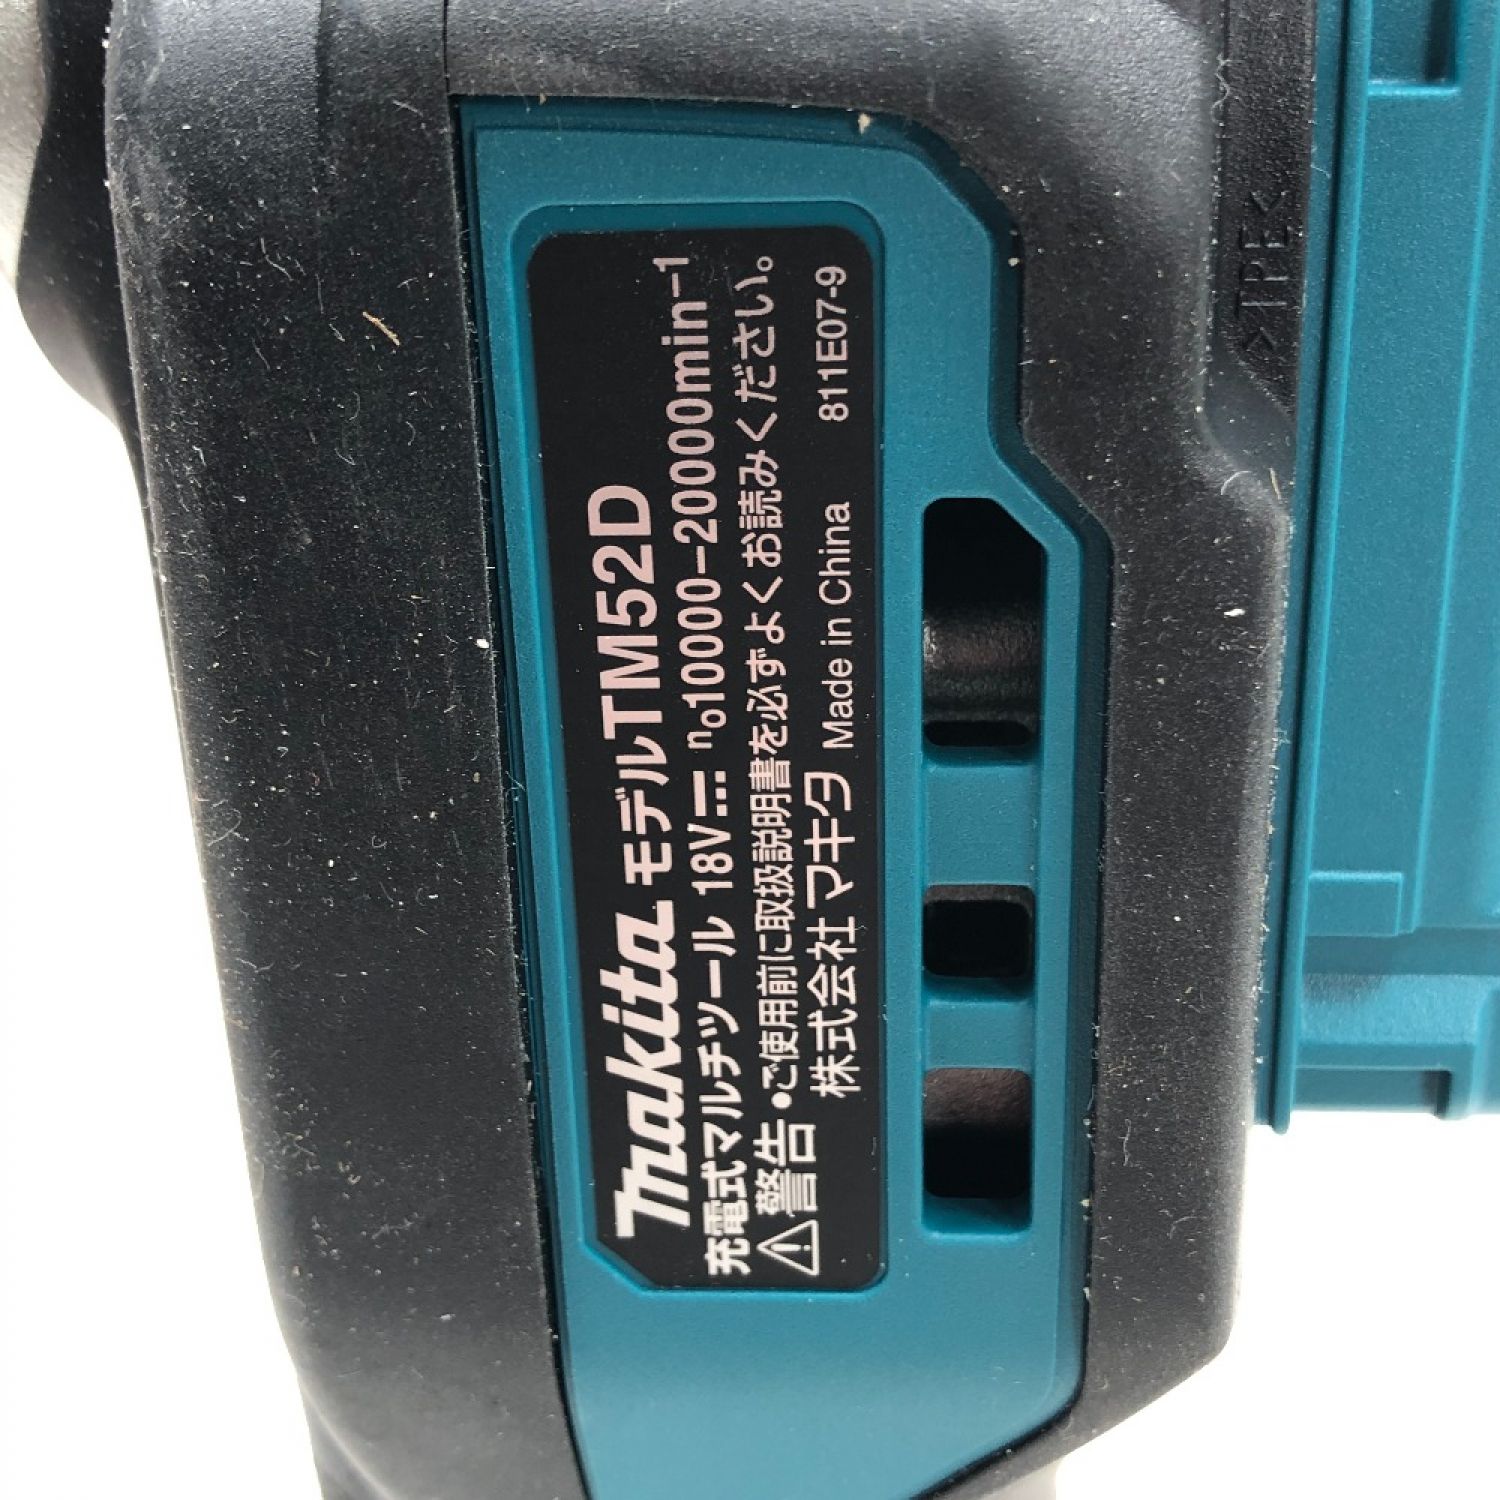 makita モデルTM52D
充電式マルチツール 18V⎓ n₀10000-20000min⁻¹
⚠警告 •ご使用前に取扱説明書を必ずよくお読みください。
株式会社 マキタ Made in China 811E07-9
>TPE<